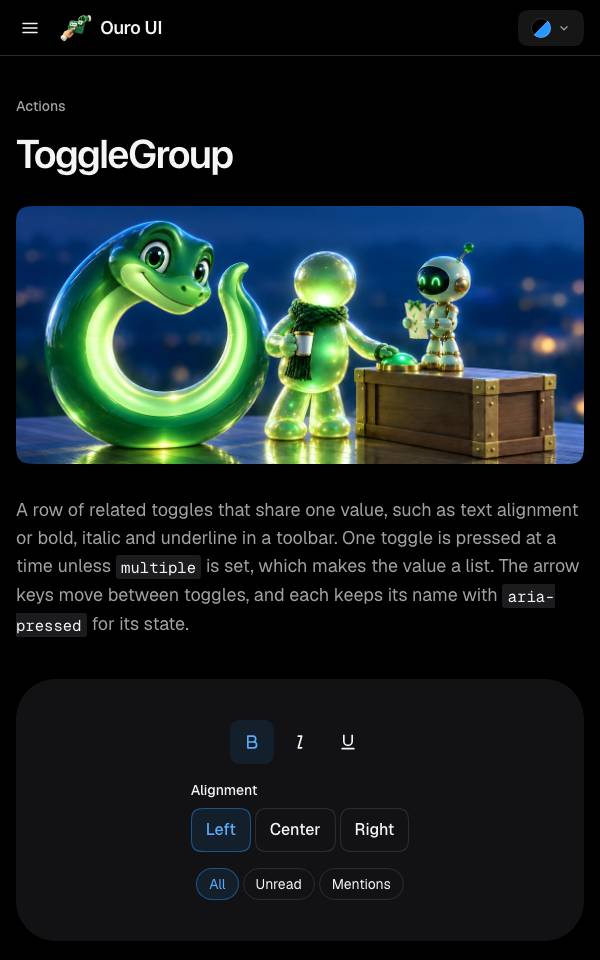 Ouro UI
Actions
ToggleGroup
A row of related toggles that share one value, such as text alignment
or bold, italic and underline in a toolbar. One toggle is pressed at a
time unless multiple is set, which makes the value a list. The arrow
keys move between toggles, and each keeps its name with aria-
pressed for its state.
B I U
Alignment
Left Center Right
All Unread Mentions